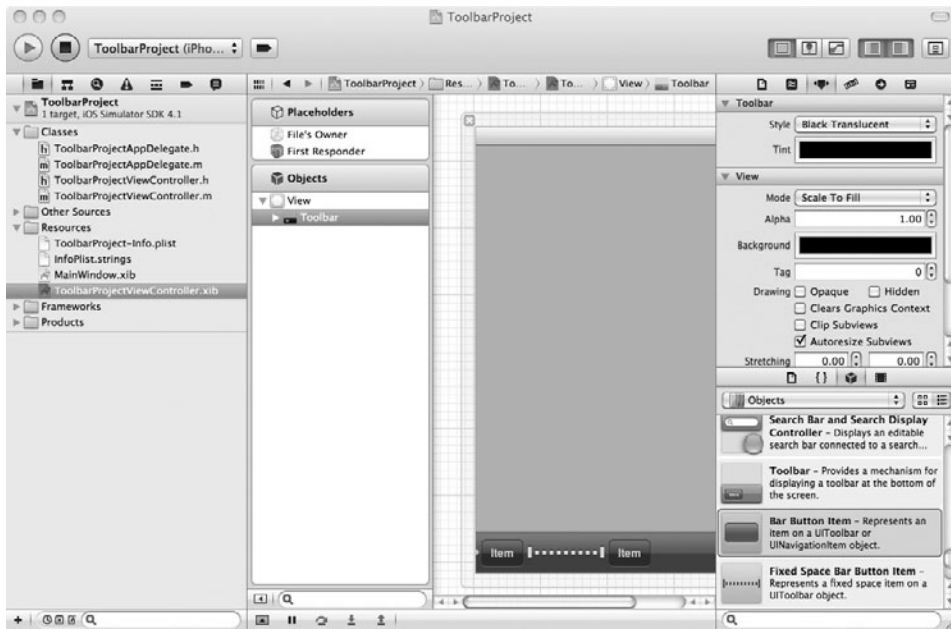 ToolbarProject
ToolbarProject (iPho...
ToolbarProject
1 target, iOS Simulator SDK 4.1
Classes
ToolbarProjectAppDelegate.h
ToolbarProjectAppDelegate.m
ToolbarProjectViewController.h
ToolbarProjectViewController.m
Other Sources
Resources
ToolbarProject-Info.plist
InfoPlist.strings
MainWindow.xib
ToolbarProjectViewController.xib
Frameworks
Products
ToolbarProject Res... To... To... View Toolbar
Placeholders
File's Owner
First Responder
Objects
View
Toolbar
Item Item
Toolbar
Style Black Translucent
Tint
View
Mode Scale To Fill
Alpha 1.00
Background
Tag 0
Drawing Opaque Hidden
Clears Graphics Context
Clip Subviews
Autoresize Subviews
Stretching 0.00 0.00
{}
Objects
Search Bar and Search Display
Controller – Displays an editable
search bar connected to a search...
Toolbar – Provides a mechanism for
displaying a toolbar at the bottom of
the screen.
Bar Button Item – Represents an
item on a UIToolbar or
UINavigationItem object.
Fixed Space Bar Button Item –
Represents a fixed space item on a
UIToolbar object.